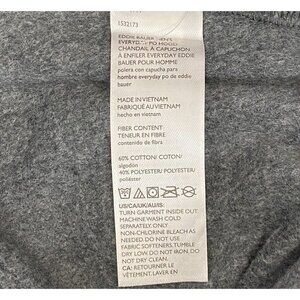 1532173
EDDIE BAUER MENS
EVERYDAY PO HOOD
CHANDAIL À CAPUCHON
À ENFILER EVERYDAY EDDIE
BAUER POUR HOMME
polera con capucha para
hombre everyday po de eddie
bauer
MADE IN VIETNAM
FABRIQUÉ AU VIETNAM
hecho en vietnam
FIBER CONTENT:
TENEUR EN FIBRE:
contenido de fibra:
60% COTTON/ COTON/
algodón
40% POLYESTER/ POLYESTER/
poliéster
US/CA/UK/AU/IS:
TURN GARMENT INSIDE OUT
MACHINE WASH COLD
SEPARATELY. ONLY
NON-CHLORINE BLEACH AS
NEEDED. DO NOT USE
FABRIC SOFTENERS. TUMBLE
DRY LOW. DO NOT IRON. DO
NOT DRY CLEAN.
CA: RETOURNER LE
VÊTEMENT. LAVER EN